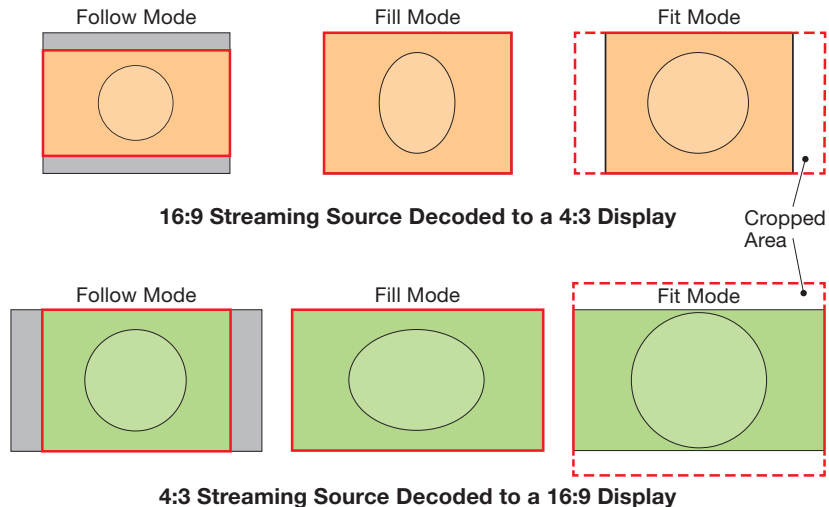 Follow Mode
Fill Mode
Fit Mode
16:9 Streaming Source Decoded to a 4:3 Display
Cropped
Area
Follow Mode
Fill Mode
Fit Mode
4:3 Streaming Source Decoded to a 16:9 Display